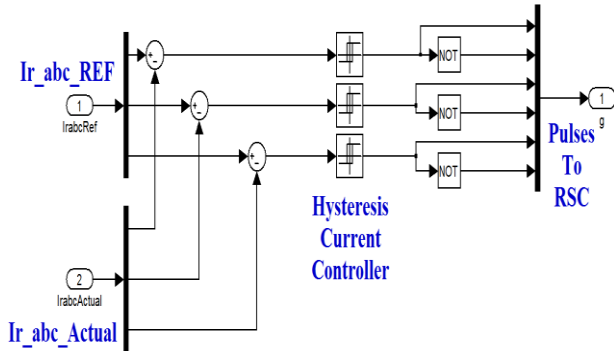 Ir_abc_REF
1
IrabcRef
+
-
+
-
+
-
NOT
NOT
NOT
1
g
Pulses
To
RSC
Hysteresis
Current
Controller
2
IrabcActual
Ir_abc_Actual